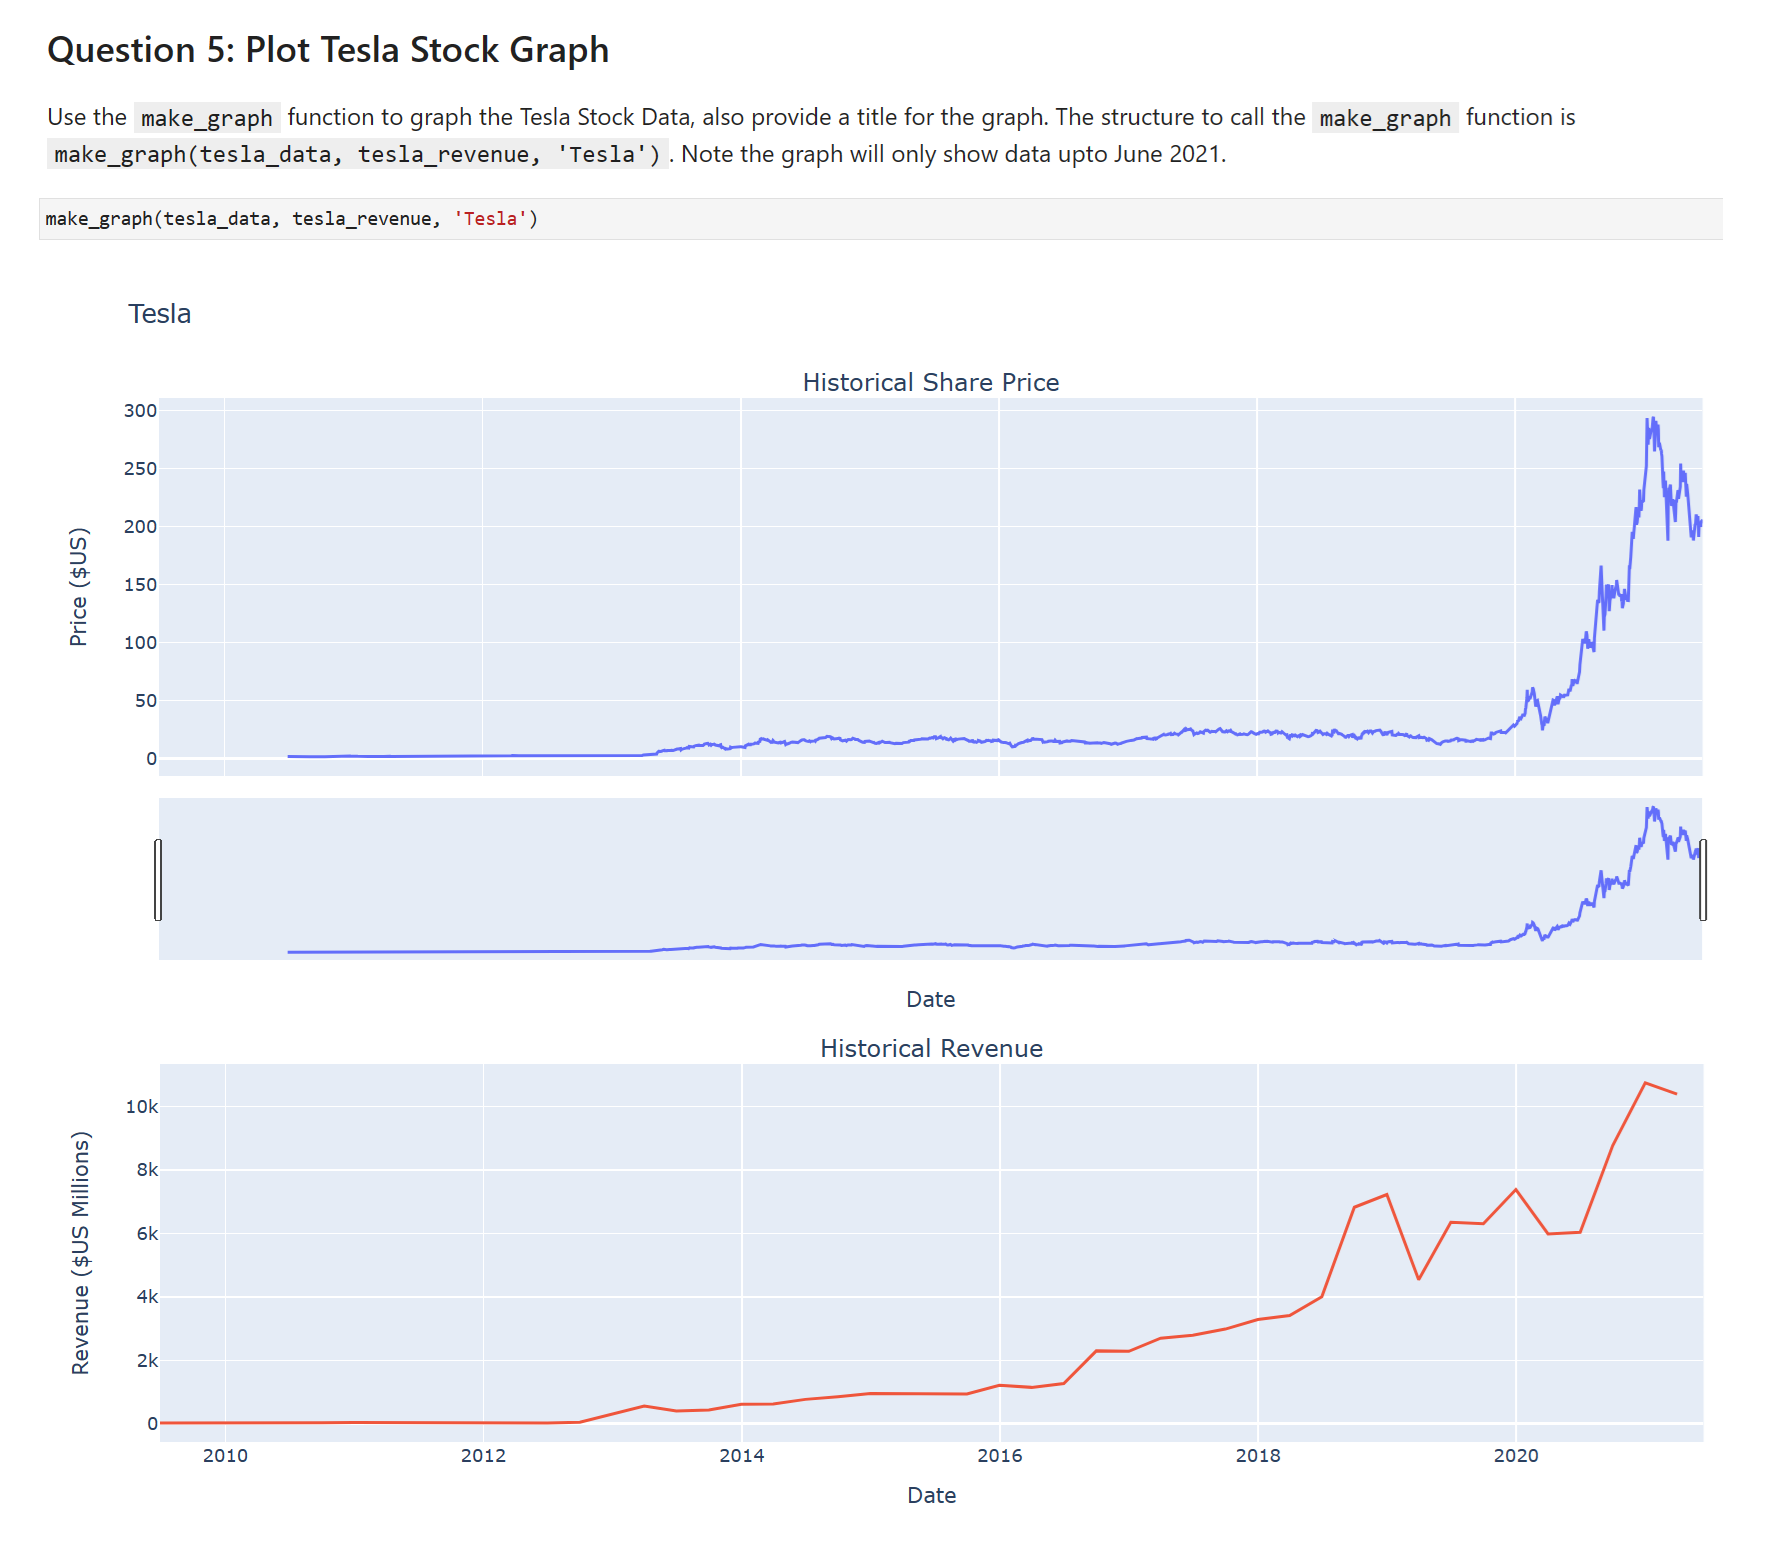 Question 5: Plot Tesla Stock Graph
Use the make_graph function to graph the Tesla Stock Data, also provide a title for the graph. The structure to call the make_graph function is
make_graph(tesla_data, tesla_revenue, 'Tesla') . Note the graph will only show data upto June 2021.
make_graph(tesla_data, tesla_revenue, 'Tesla')
Tesla
Historical Share Price
300
250
200
150
100
50
0
Price ($US)
Date
Historical Revenue
10k
8k
6k
4k
2k
0
Revenue ($US Millions)
2010 2012 2014 2016 2018 2020
Date